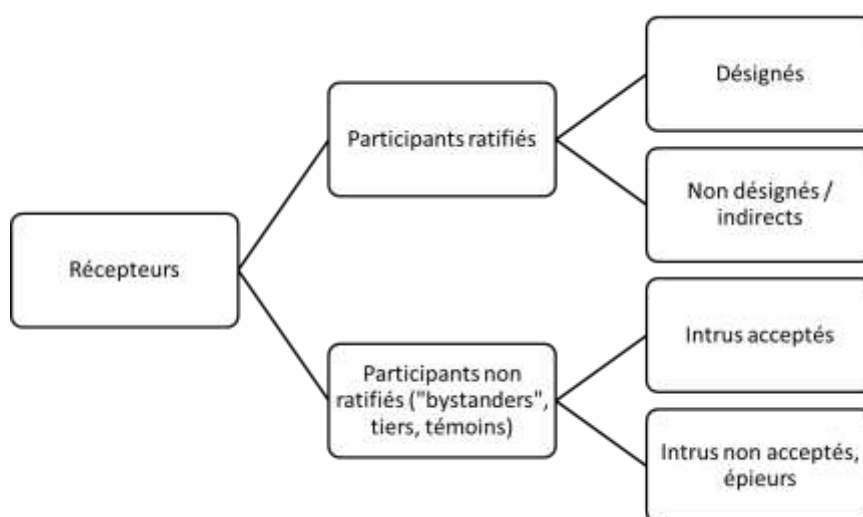 Récepteurs
Participants ratifiés
Désignés
Non désignés /
indirects
Participants non
ratifiés ("bystanders",
tiers, témoins)
Intrus acceptés
Intrus non acceptés,
épieurs